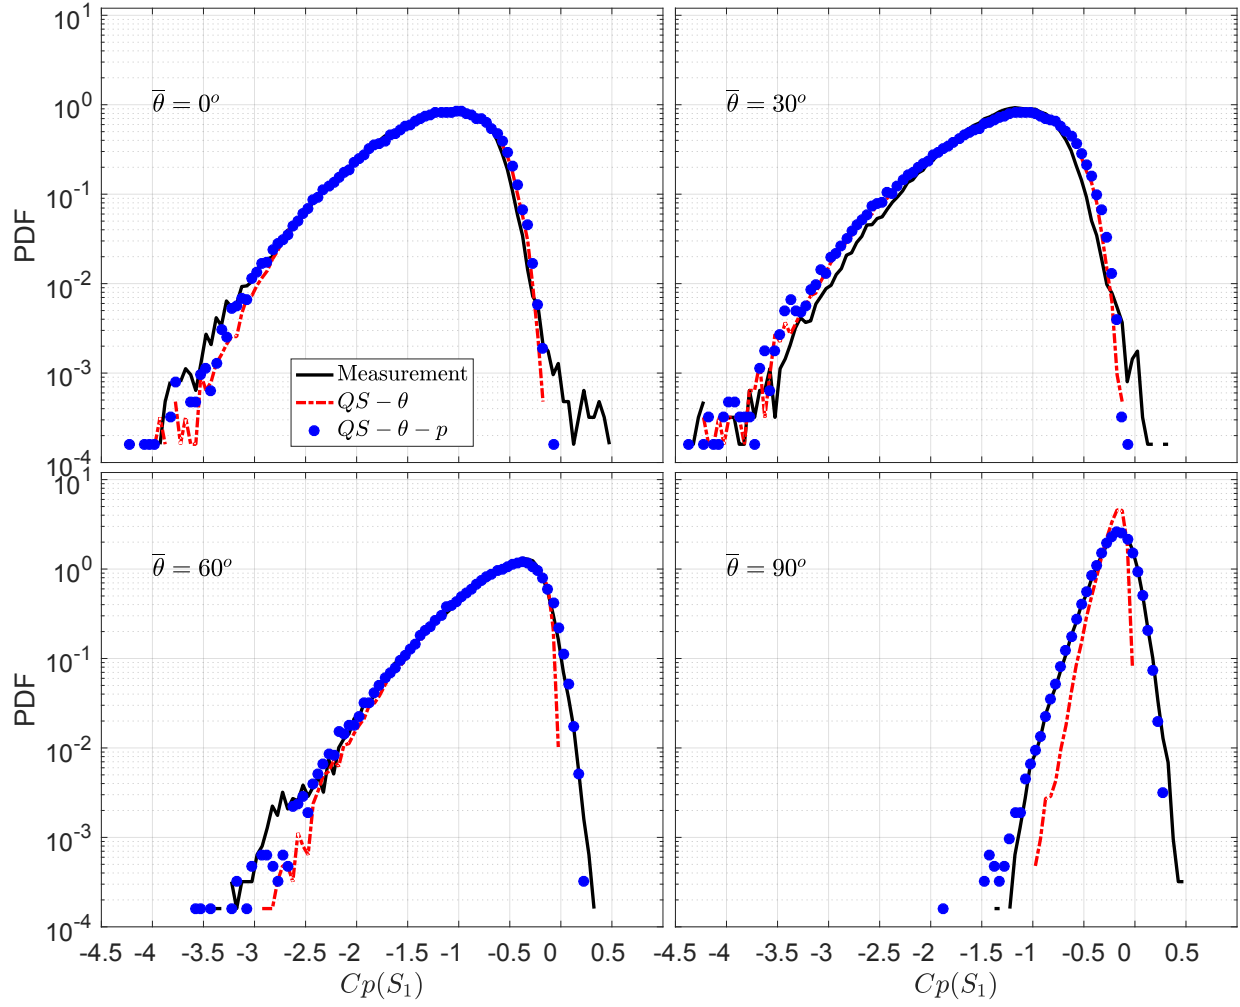 10^1
10^0
10^-1
10^-2
10^-3
10^-4
PDF
θ̅ = 0^o
Measurement
QS − θ
QS − θ − p
θ̅ = 30^o
10^1
10^0
10^-1
10^-2
10^-3
10^-4
PDF
θ̅ = 60^o
θ̅ = 90^o
-4.5 -4 -3.5 -3 -2.5 -2 -1.5 -1 -0.5 0 0.5
Cp(S_1)
-4.5 -4 -3.5 -3 -2.5 -2 -1.5 -1 -0.5 0 0.5
Cp(S_1)